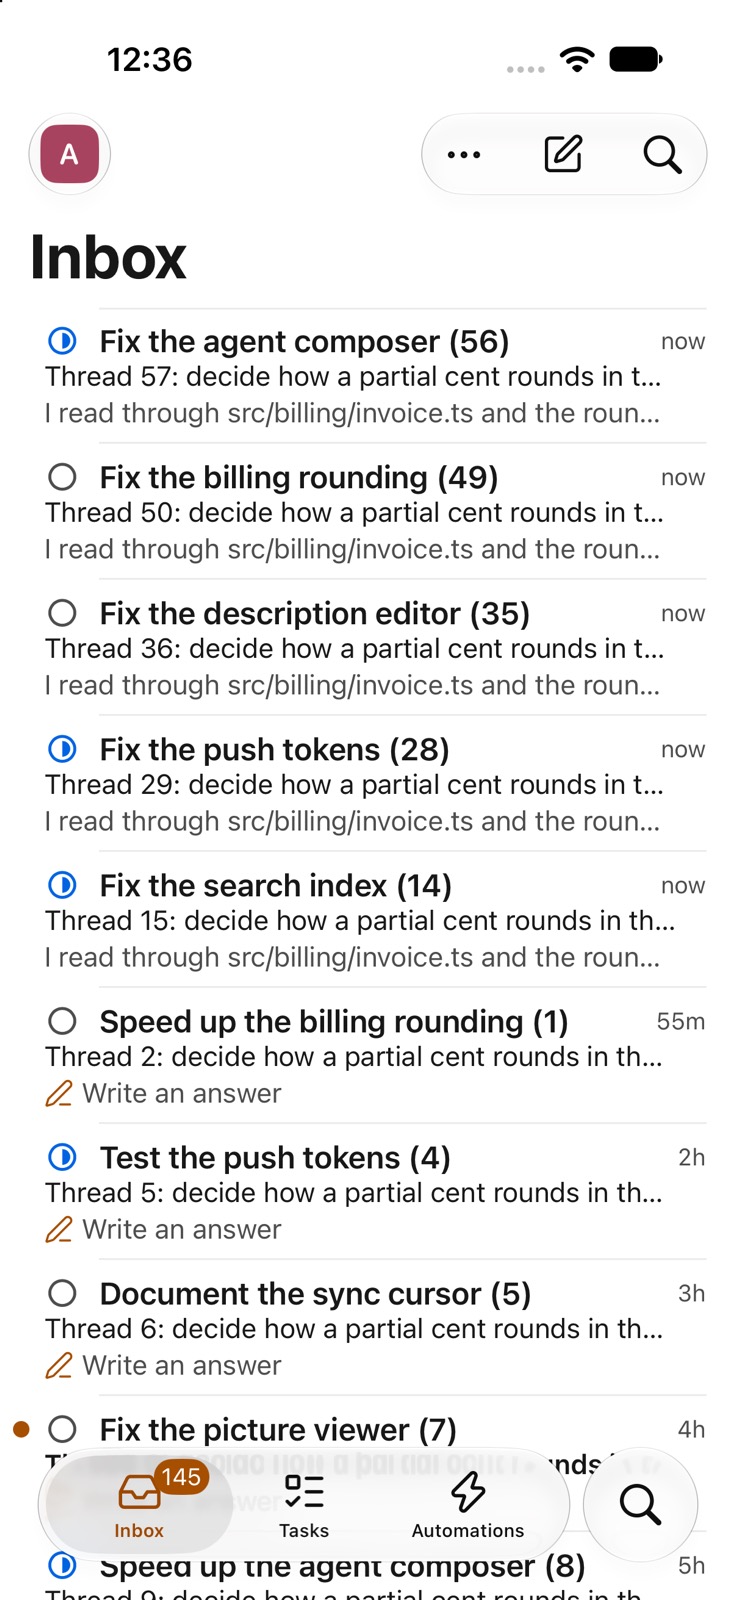 12:36
A
Inbox
Fix the agent composer (56) now
Thread 57: decide how a partial cent rounds in t...
I read through src/billing/invoice.ts and the roun...
Fix the billing rounding (49) now
Thread 50: decide how a partial cent rounds in t...
I read through src/billing/invoice.ts and the roun...
Fix the description editor (35) now
Thread 36: decide how a partial cent rounds in t...
I read through src/billing/invoice.ts and the roun...
Fix the push tokens (28) now
Thread 29: decide how a partial cent rounds in t...
I read through src/billing/invoice.ts and the roun...
Fix the search index (14) now
Thread 15: decide how a partial cent rounds in th...
I read through src/billing/invoice.ts and the roun...
Speed up the billing rounding (1) 55m
Thread 2: decide how a partial cent rounds in th...
Write an answer
Test the push tokens (4) 2h
Thread 5: decide how a partial cent rounds in th...
Write an answer
Document the sync cursor (5) 3h
Thread 6: decide how a partial cent rounds in th...
Write an answer
Fix the picture viewer (7) 4h
145
Inbox Tasks Automations
Speed up the agent composer (8) 5h